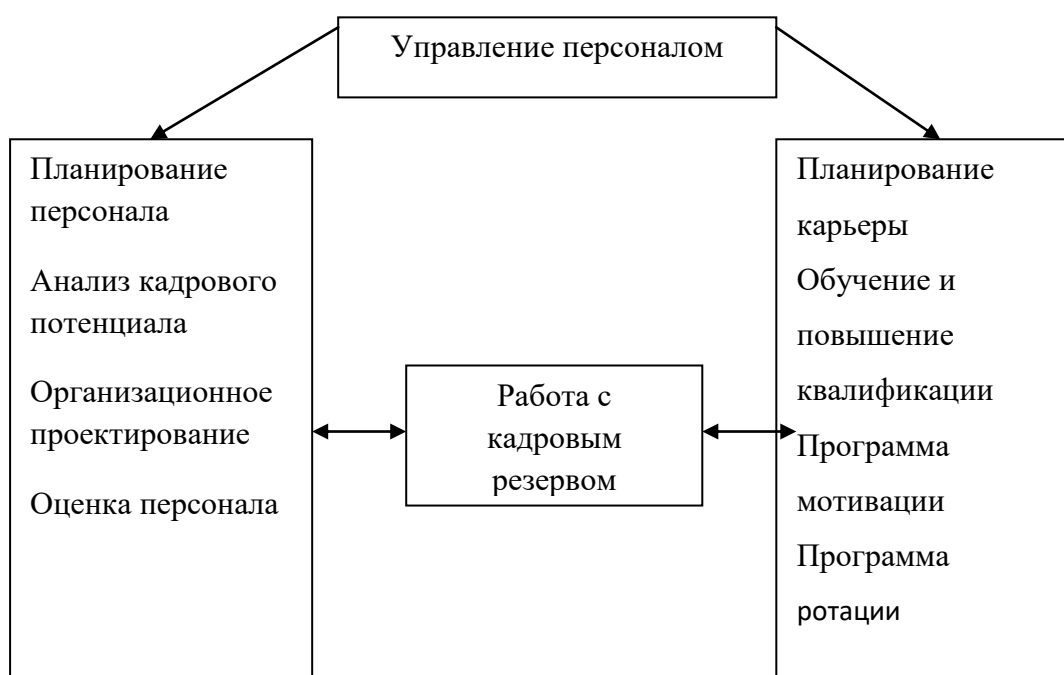 Управление персоналом
Планирование
персонала
Анализ кадрового
потенциала
Организационное
проектирование
Оценка персонала
Работа с
кадровым
резервом
Планирование
карьеры
Обучение и
повышение
квалификации
Программа
мотивации
Программа
ротации